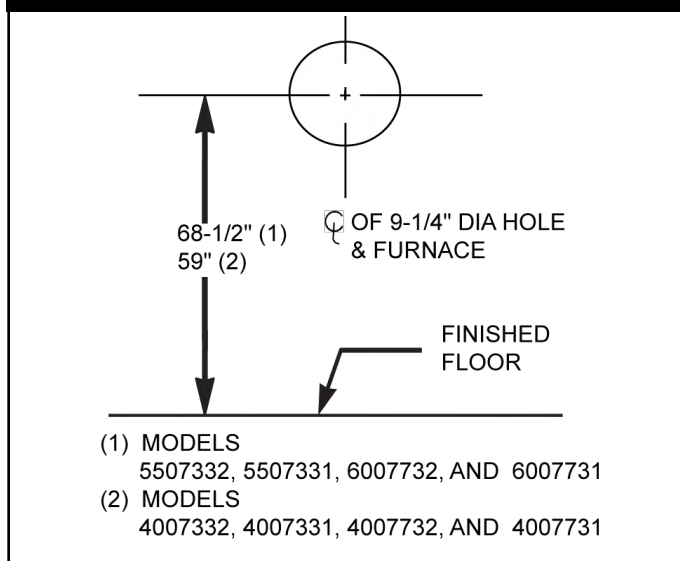 68-1/2" (1)
59" (2)
℄ OF 9-1/4" DIA HOLE
& FURNACE
FINISHED
FLOOR
(1) MODELS
5507332, 5507331, 6007732, AND 6007731
(2) MODELS
4007332, 4007331, 4007732, AND 4007731